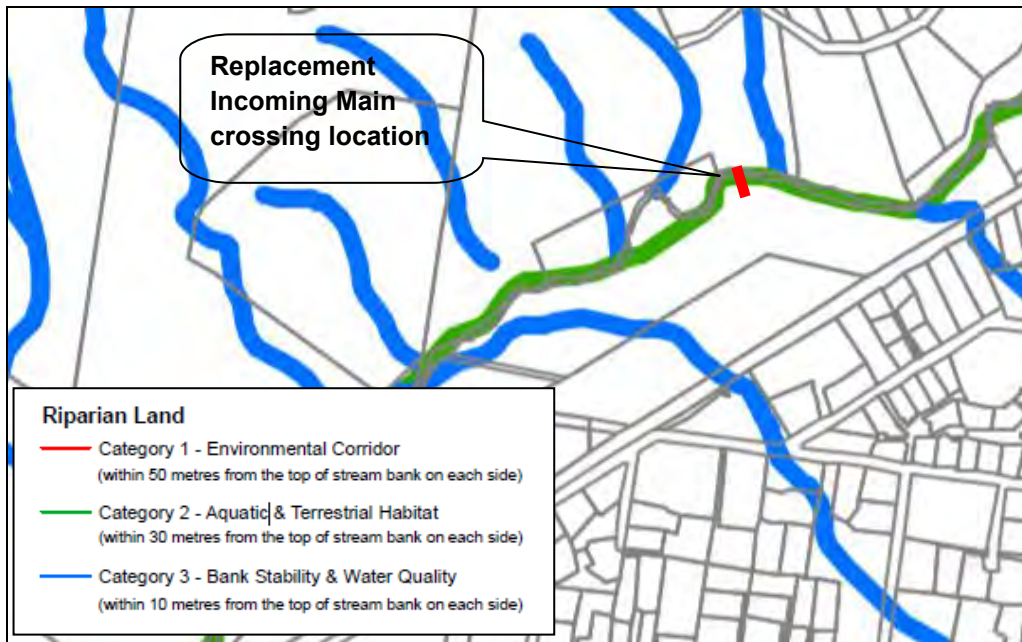 Replacement
Incoming Main
crossing location
Riparian Land
Category 1 - Environmental Corridor
(within 50 metres from the top of stream bank on each side)
Category 2 - Aquatic & Terrestrial Habitat
(within 30 metres from the top of stream bank on each side)
Category 3 - Bank Stability & Water Quality
(within 10 metres from the top of stream bank on each side)